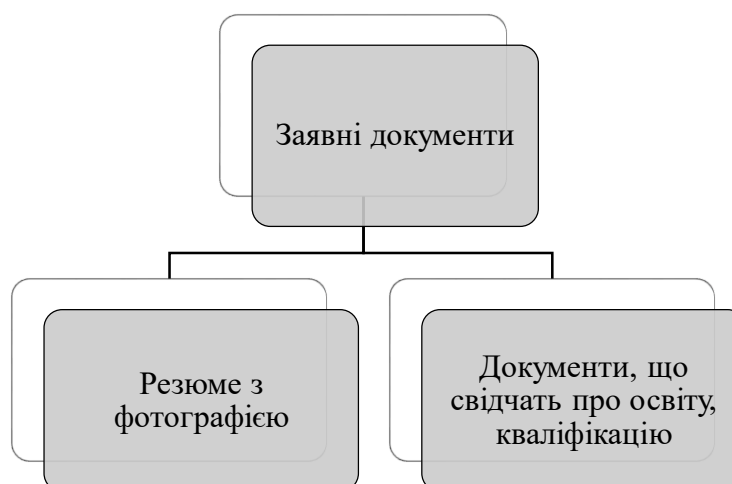 Заявні документи
Резюме з
фотографією
Документи, що
свідчать про освіту,
кваліфікацію